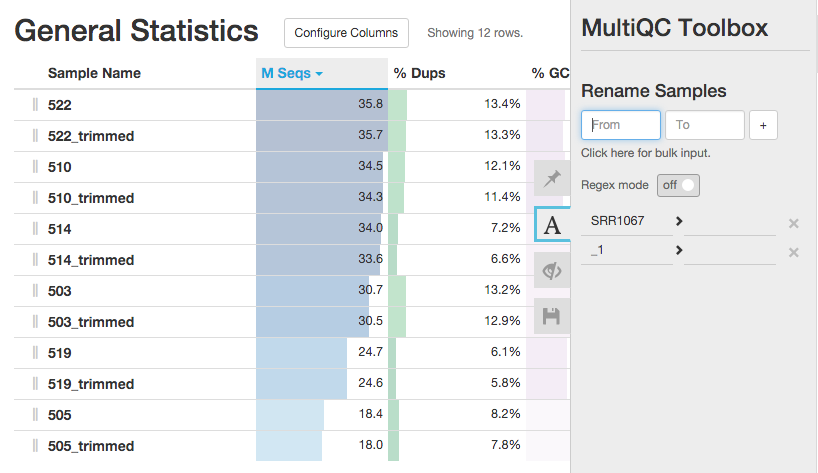 General Statistics
Configure Columns
Showing 12 rows.
Sample Name M Seqs % Dups % GC
522 35.8 13.4%
522_trimmed 35.7 13.3%
510 34.5 12.1%
510_trimmed 34.3 11.4%
514 34.0 7.2%
514_trimmed 33.6 6.6%
503 30.7 13.2%
503_trimmed 30.5 12.9%
519 24.7 6.1%
519_trimmed 24.6 5.8%
505 18.4 8.2%
505_trimmed 18.0 7.8%
A
MultiQC Toolbox
Rename Samples
From To +
Click here for bulk input.
Regex mode off
SRR1067
_1